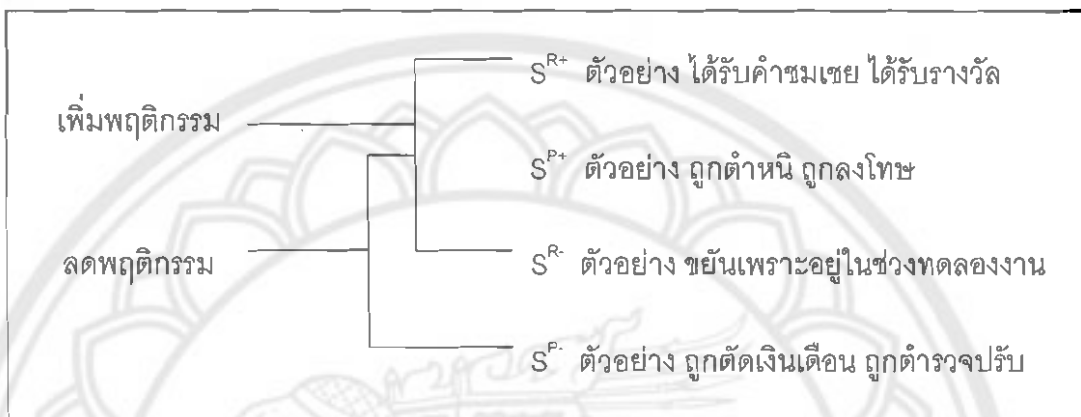 S^R+ ตัวอย่าง ได้รับคำชมเชย ได้รับรางวัล
เพิ่มพฤติกรรม
S^P+ ตัวอย่าง ถูกตำหนิ ถูกลงโทษ
ลดพฤติกรรม
S^R- ตัวอย่าง ขยันเพราะอยู่ในช่วงทดลองงาน
S^P- ตัวอย่าง ถูกตัดเงินเดือน ถูกตำรวจปรับ